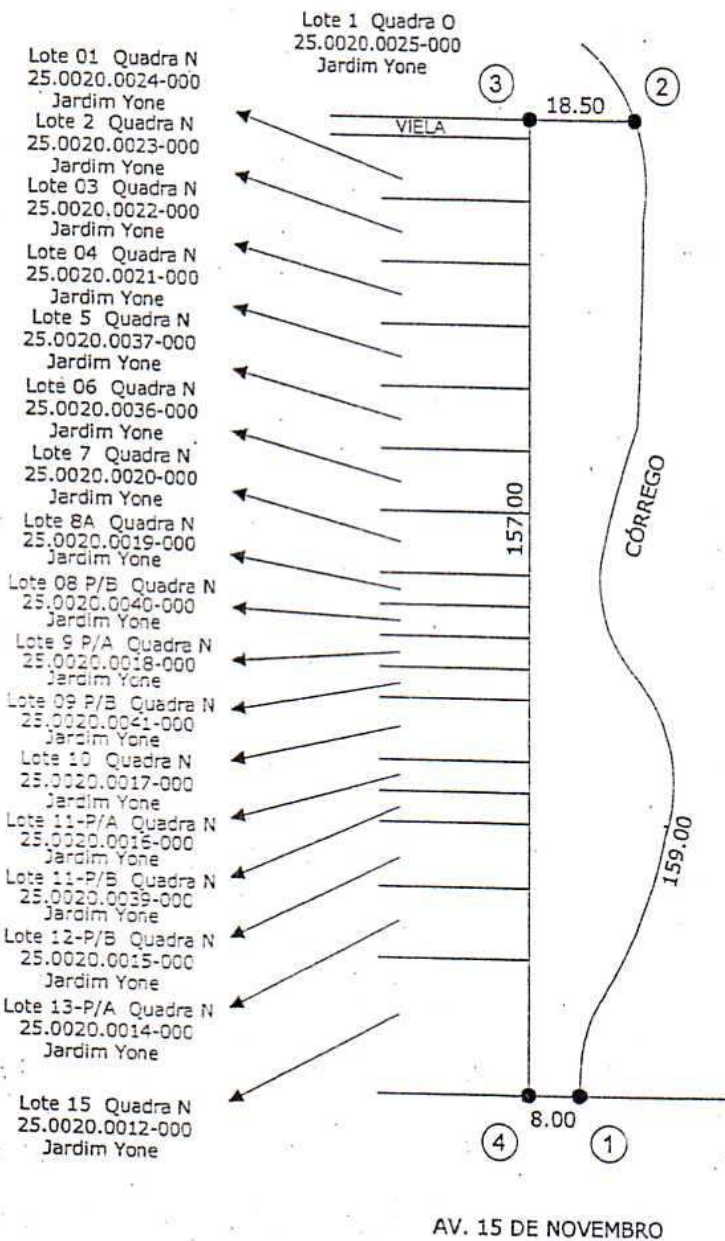 Lote 1 Quadra O
25.0020.0025-000
Jardim Yone
Lote 01 Quadra N
25.0020.0024-000
Jardim Yone
Lote 2 Quadra N
25.0020.0023-000
Jardim Yone
Lote 03 Quadra N
25.0020.0022-000
Jardim Yone
Lote 04 Quadra N
25.0020.0021-000
Jardim Yone
Lote 5 Quadra N
25.0020.0037-000
Jardim Yone
Lote 06 Quadra N
25.0020.0036-000
Jardim Yone
Lote 7 Quadra N
25.0020.0020-000
Jardim Yone
Lote 8A Quadra N
25.0020.0019-000
Jardim Yone
Lote 08 P/B Quadra N
25.0020.0040-000
Jardim Yone
Lote 9 P/A Quadra N
25.0020.0018-000
Jardim Yone
Lote 09 P/B Quadra N
25.0020.0041-000
Jardim Yone
Lote 10 Quadra N
25.0020.0017-000
Jardim Yone
Lote 11-P/A Quadra N
25.0020.0016-000
Jardim Yone
Lote 11-P/B Quadra N
25.0020.0039-000
Jardim Yone
Lote 12-P/B Quadra N
25.0020.0015-000
Jardim Yone
Lote 13-P/A Quadra N
25.0020.0014-000
Jardim Yone
Lote 15 Quadra N
25.0020.0012-000
Jardim Yone
3
18.50
2
VIELA
157.00
CÓRREGO
159.00
4
8.00
1
AV. 15 DE NOVEMBRO